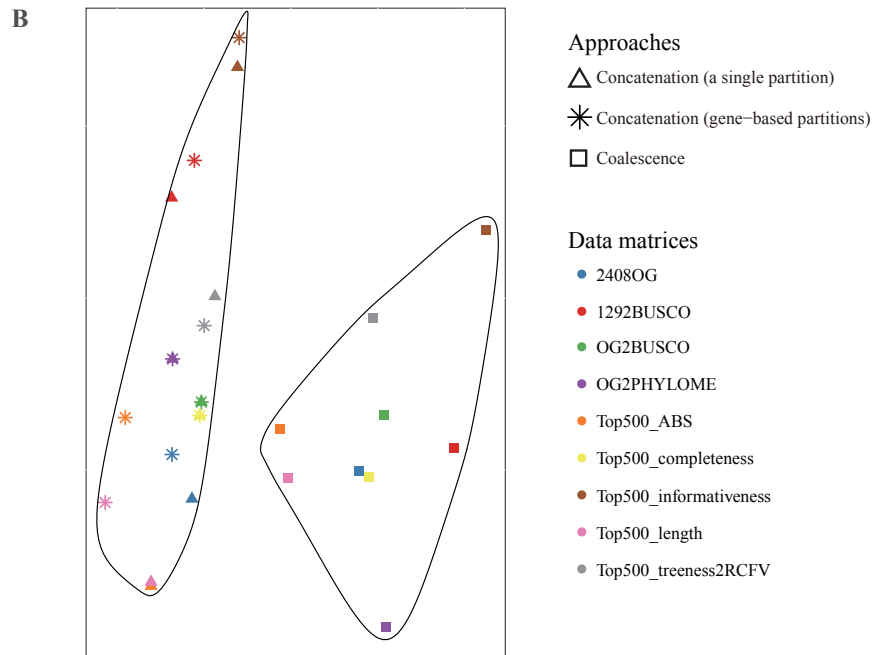 B
Approaches
Concatenation (a single partition)
Concatenation (gene−based partitions)
Coalescence
Data matrices
2408OG
1292BUSCO
OG2BUSCO
OG2PHYLOME
Top500_ABS
Top500_completeness
Top500_informativeness
Top500_length
Top500_treeness2RCFV